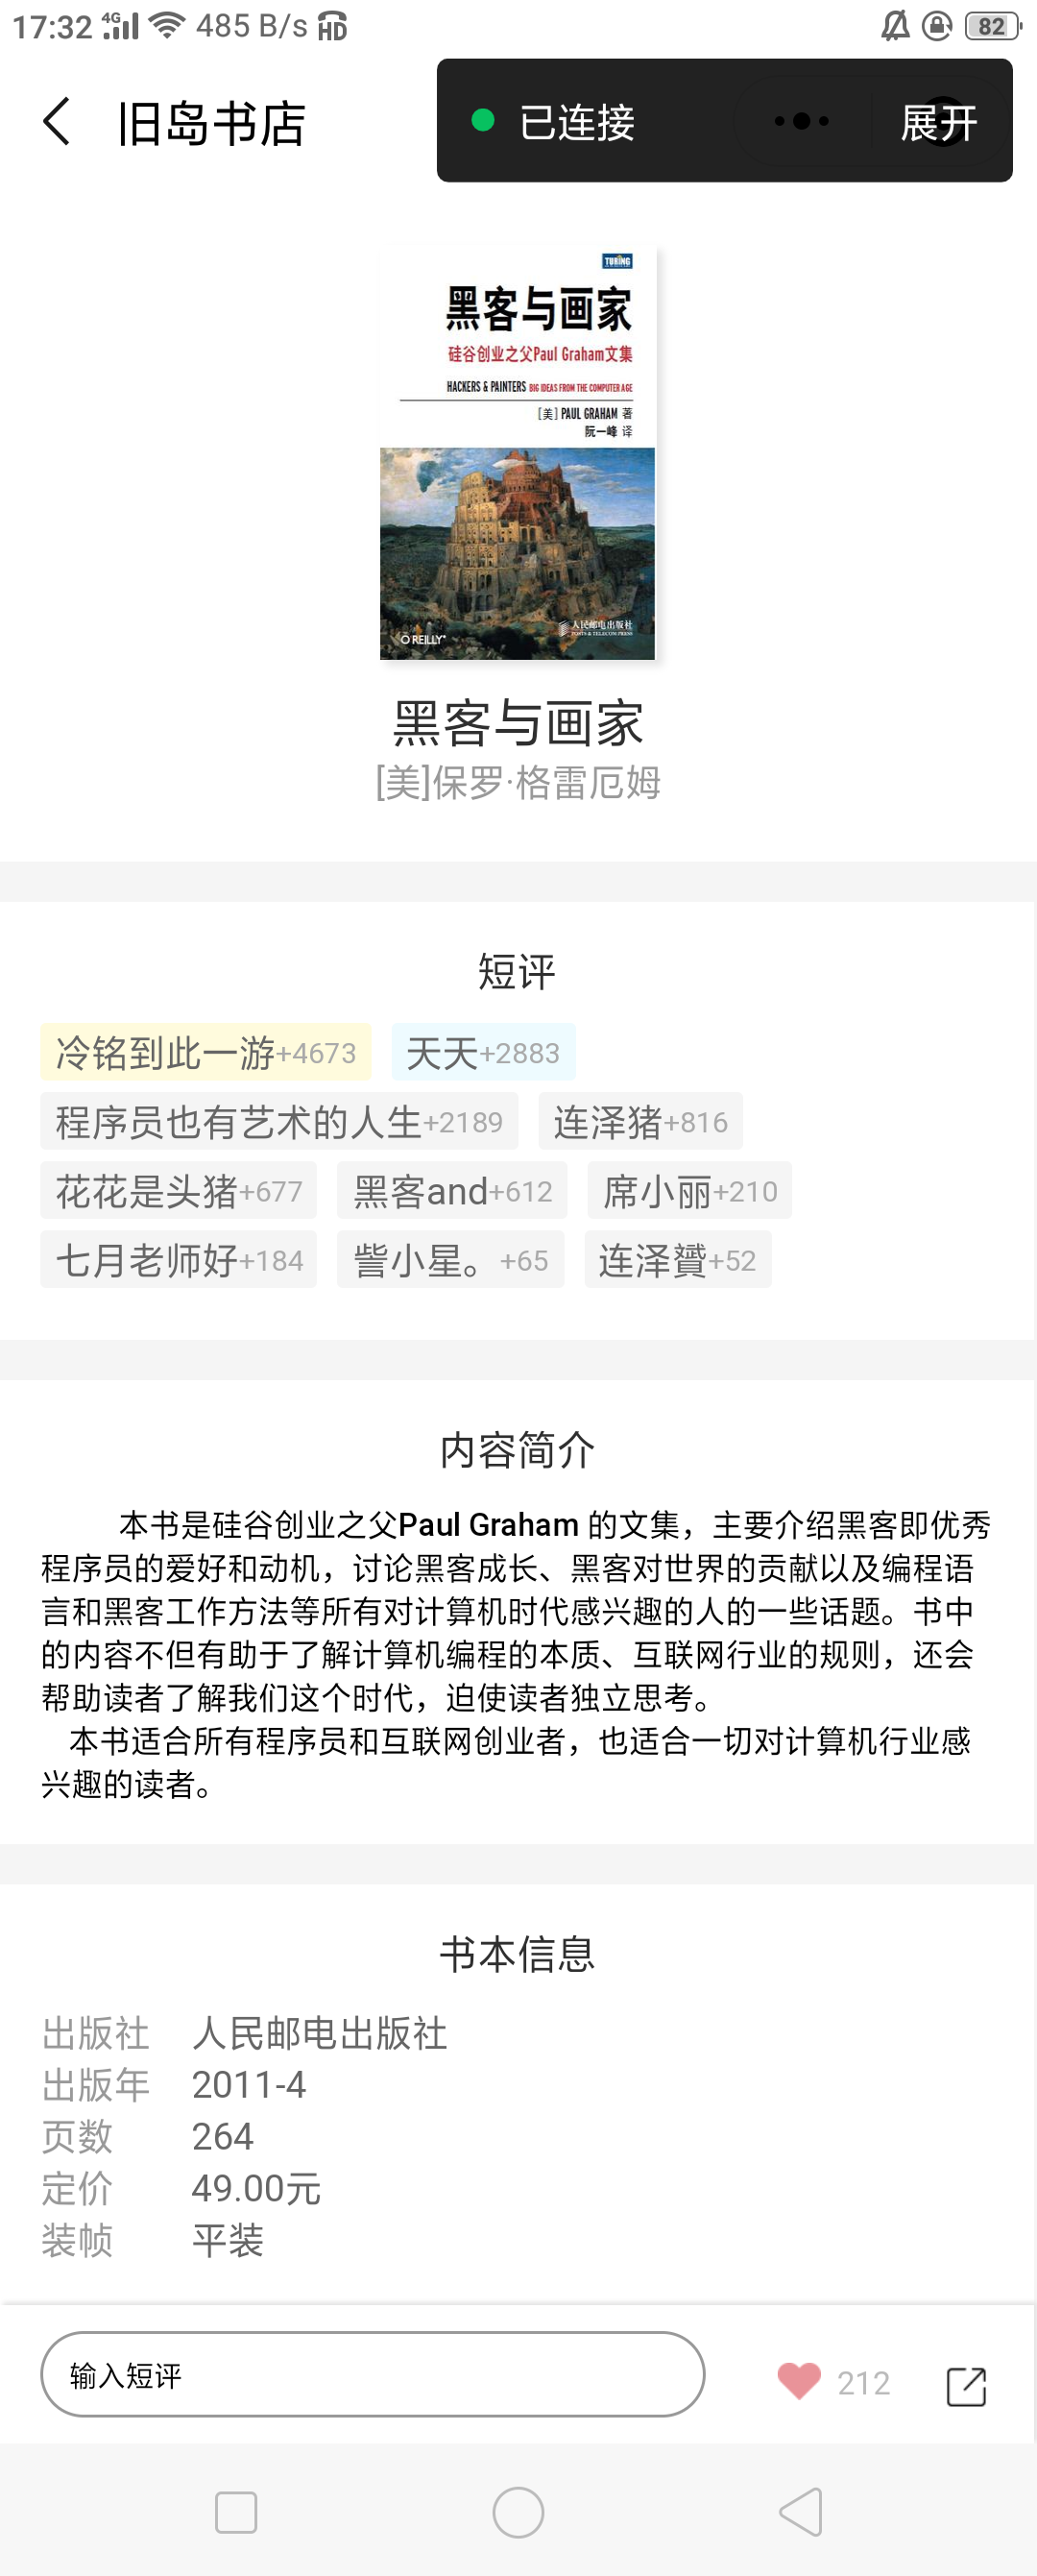 17:32 4G 485 B/s HD 82
旧岛书店
已连接 展开
TURING
黑客与画家
硅谷创业之父Paul Graham文集
HACKERS & PAINTERS BIG IDEAS FROM THE COMPUTER AGE
[美] PAUL GRAHAM 著
阮一峰 译
O'REILLY®
人民邮电出版社
POSTS & TELECOM PRESS
黑客与画家
[美]保罗·格雷厄姆
短评
冷铭到此一游+4673 天天+2883
程序员也有艺术的人生+2189 连泽猪+816
花花是头猪+677 黑客and+612 席小丽+210
七月老师好+184 訾小星。+65 连泽贇+52
内容简介
本书是硅谷创业之父Paul Graham 的文集，主要介绍黑客即优秀
程序员的爱好和动机，讨论黑客成长、黑客对世界的贡献以及编程语
言和黑客工作方法等所有对计算机时代感兴趣的人的一些话题。书中
的内容不但有助于了解计算机编程的本质、互联网行业的规则，还会
帮助读者了解我们这个时代，迫使读者独立思考。
本书适合所有程序员和互联网创业者，也适合一切对计算机行业感
兴趣的读者。
书本信息
出版社 人民邮电出版社
出版年 2011-4
页数 264
定价 49.00元
装帧 平装
输入短评 212